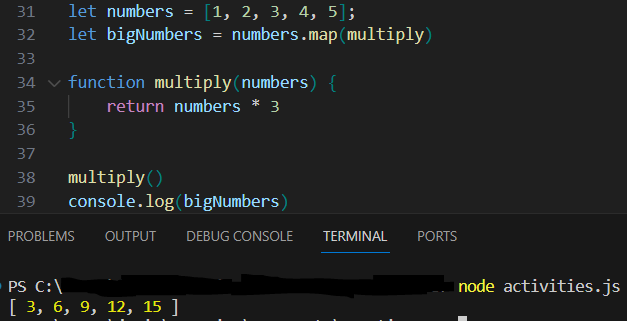 31 let numbers = [1, 2, 3, 4, 5];
32 let bigNumbers = numbers.map(multiply)
33
34 function multiply(numbers) {
35 return numbers * 3
36 }
37
38 multiply()
39 console.log(bigNumbers)
PROBLEMS OUTPUT DEBUG CONSOLE TERMINAL PORTS
PS C:\ node activities.js
[ 3, 6, 9, 12, 15 ]